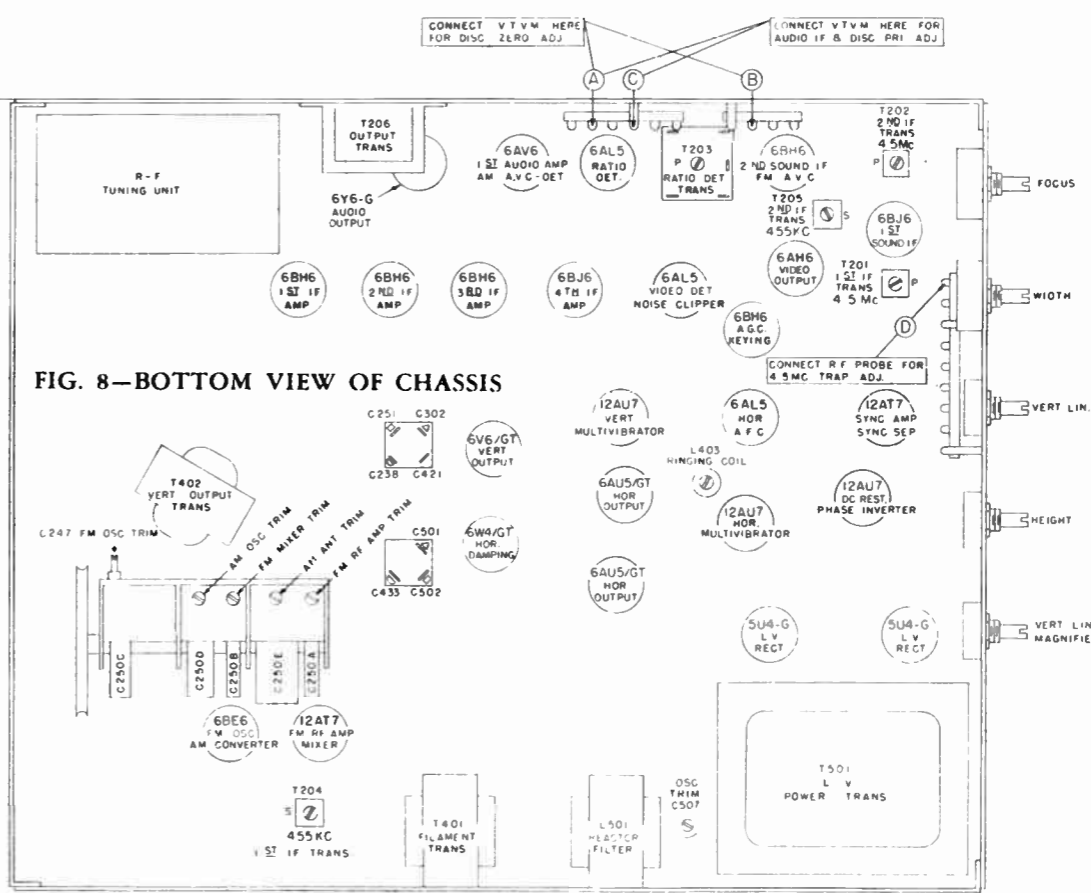 CONNECT V T V M HERE
FOR DISC ZERO ADJ
CONNECT V T V M HERE FOR
AUDIO IF & DISC PRI ADJ
A
C
B
R-F
TUNING UNIT
T206
OUTPUT
TRANS
6Y6-G
AUDIO
OUTPUT
6AV6
1ST AUDIO AMP
AM A.V.C-DET
6AL5
RATIO
DET.
T203
P
RATIO DET
TRANS
6BH6
2ND SOUND IF
FM A.V.C
T202
2ND IF
TRANS
4.5Mc
P
FOCUS
T205
2ND IF
TRANS
455KC
S
6BJ6
1ST
SOUND IF
6BH6
1ST IF
AMP
6BH6
2ND IF
AMP
6BH6
3RD IF
AMP
6BJ6
4TH IF
AMP
6AL5
VIDEO DET
NOISE CLIPPER
6AH6
VIDEO
OUTPUT
T201
1ST IF
TRANS
4.5Mc
P
WIDTH
6BH6
A.G.C.
KEYING
D
CONNECT R F PROBE FOR
4.5MC TRAP ADJ.
FIG. 8—BOTTOM VIEW OF CHASSIS
C251
C302
C238
C421
6V6/GT
VERT
OUTPUT
12AU7
VERT
MULTIVIBRATOR
6AL5
HOR
A F C
12AT7
SYNC AMP
SYNC SEP
VERT LIN.
L403
RINGING COIL
T402
VERT OUTPUT
TRANS
6AU5/GT
HOR
OUTPUT
12AU7
HOR.
MULTIVIBRATOR
12AU7
DC REST.
PHASE INVERTER
HEIGHT
C247 FM OSC TRIM
AM OSC TRIM
FM MIXER TRIM
AM ANT TRIM
FM RF AMP TRIM
C501
C433
C502
6W4/GT
HOR.
DAMPING
6AU5/GT
HOR
OUTPUT
5U4-G
L V
RECT
5U4-G
L V
RECT
VERT LIN
MAGNIFIE
C250C
C250D
C250B
C250E
C250A
6BE6
FM OSC
AM CONVERTER
12AT7
FM RF AMP
MIXER
T204
S
455KC
1ST IF TRANS
T401
FILAMENT
TRANS
L501
REACTOR
FILTER
OSC
TRIM
C507
T501
L V
POWER TRANS